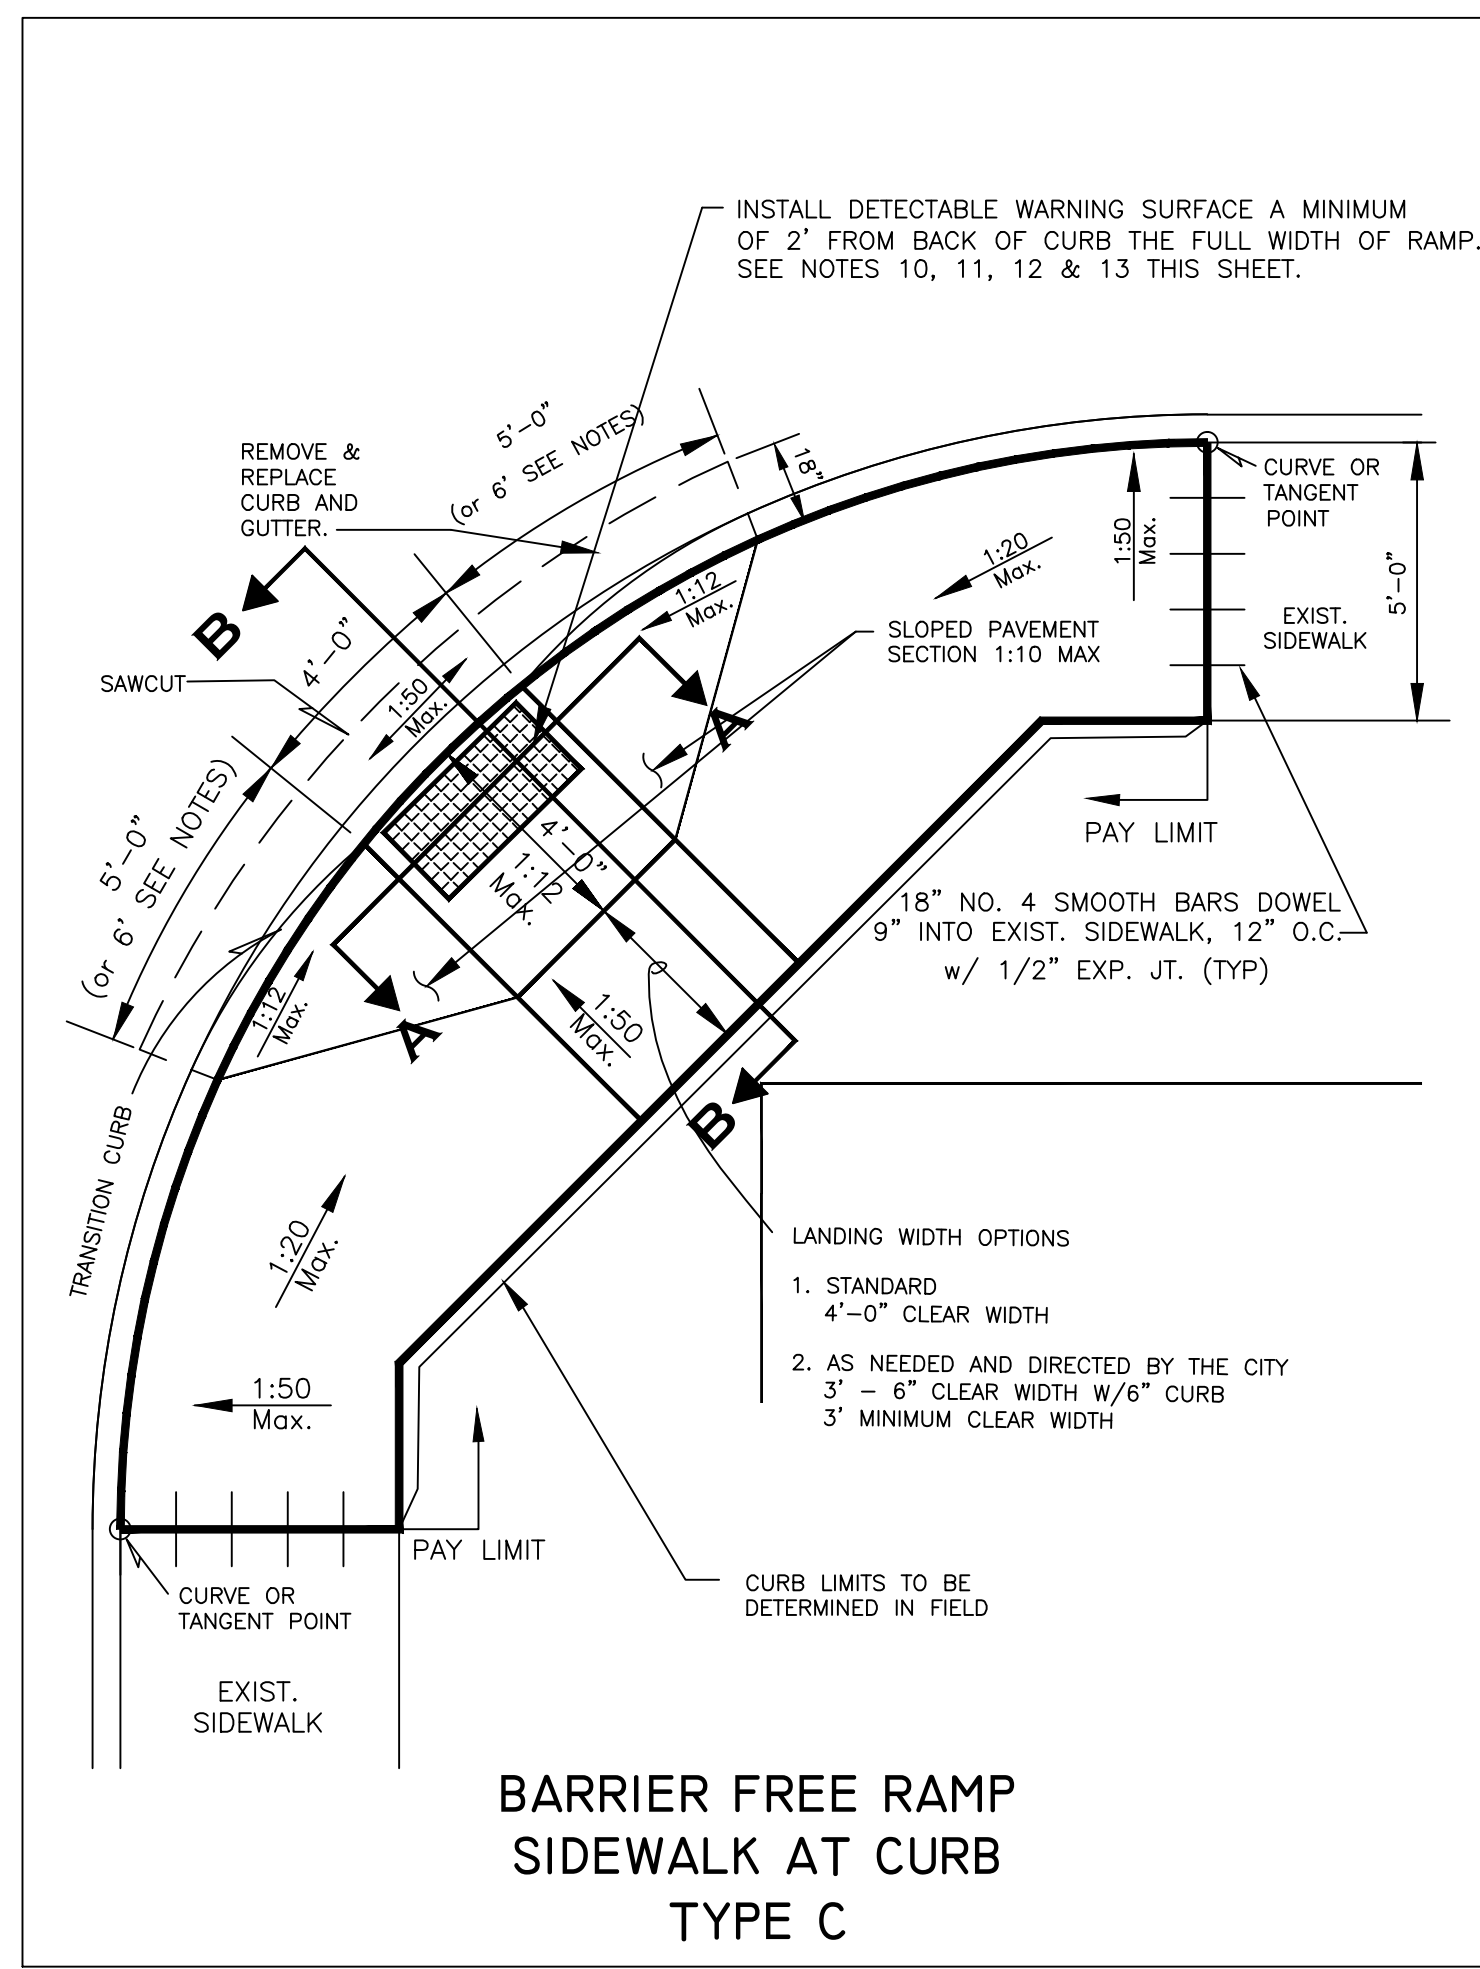 INSTALL DETECTABLE WARNING SURFACE A MINIMUM
OF 2' FROM BACK OF CURB THE FULL WIDTH OF RAMP.
SEE NOTES 10, 11, 12 & 13 THIS SHEET.
5'-0"
(or 6' SEE NOTES)
18"
REMOVE &
REPLACE
CURB AND
GUTTER.
CURVE OR
TANGENT
POINT
1:50
Max.
1:20
Max.
5'-0"
1:12
Max.
B
4'-0"
EXIST.
SIDEWALK
SLOPED PAVEMENT
SECTION 1:10 MAX
SAWCUT
1:50
Max.
A
5'-0"
(or 6' SEE NOTES)
4'-0"
1:12
Max.
PAY LIMIT
18" NO. 4 SMOOTH BARS DOWEL
9" INTO EXIST. SIDEWALK, 12" O.C.
w/ 1/2" EXP. JT. (TYP)
1:12
Max.
A
1:50
Max.
B
TRANSITION CURB
1:20
Max.
LANDING WIDTH OPTIONS
1. STANDARD
4'-0" CLEAR WIDTH
2. AS NEEDED AND DIRECTED BY THE CITY
3' - 6" CLEAR WIDTH W/6" CURB
3' MINIMUM CLEAR WIDTH
1:50
Max.
PAY LIMIT
CURVE OR
TANGENT POINT
CURB LIMITS TO BE
DETERMINED IN FIELD
EXIST.
SIDEWALK
BARRIER FREE RAMP
SIDEWALK AT CURB
TYPE C